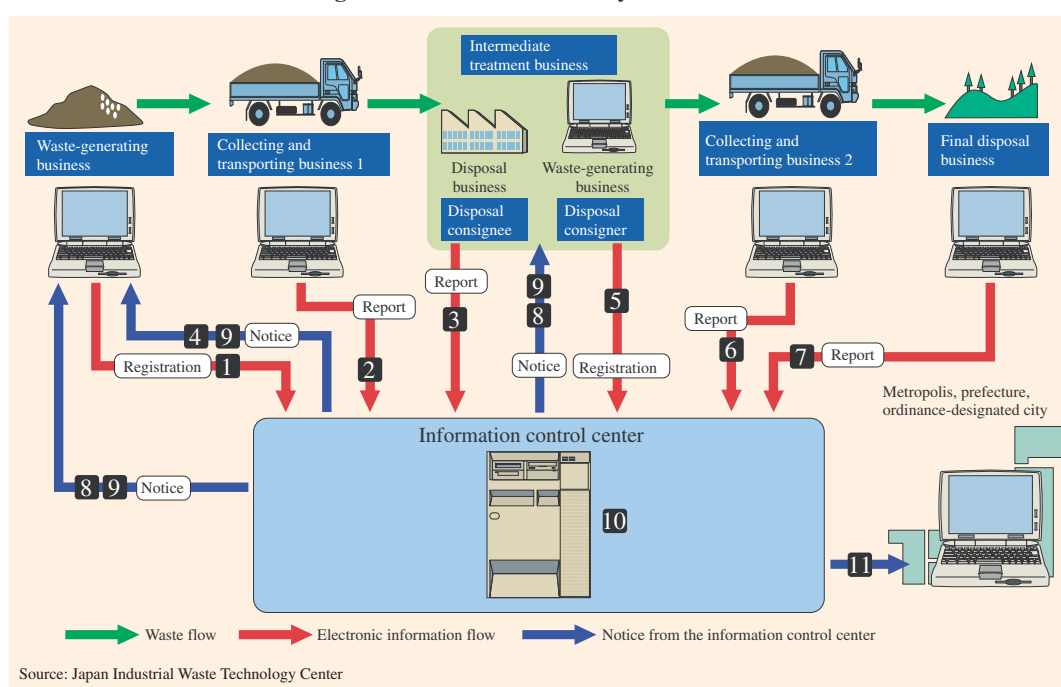 Intermediate
treatment business
Waste-generating
business
Collecting and
transporting business 1
Disposal
business
Waste-generating
business
Collecting and
transporting business 2
Final disposal
business
Disposal
consignee
Disposal
consigner
Report
3
9
8
Notice
5
Registration
4 9 Notice
Registration 1
Report
2
Report
6
7 Report
Metropolis, prefecture,
ordinance-designated city
Information control center
8 9 Notice
10
11
Waste flow
Electronic information flow
Notice from the information control center
Source: Japan Industrial Waste Technology Center